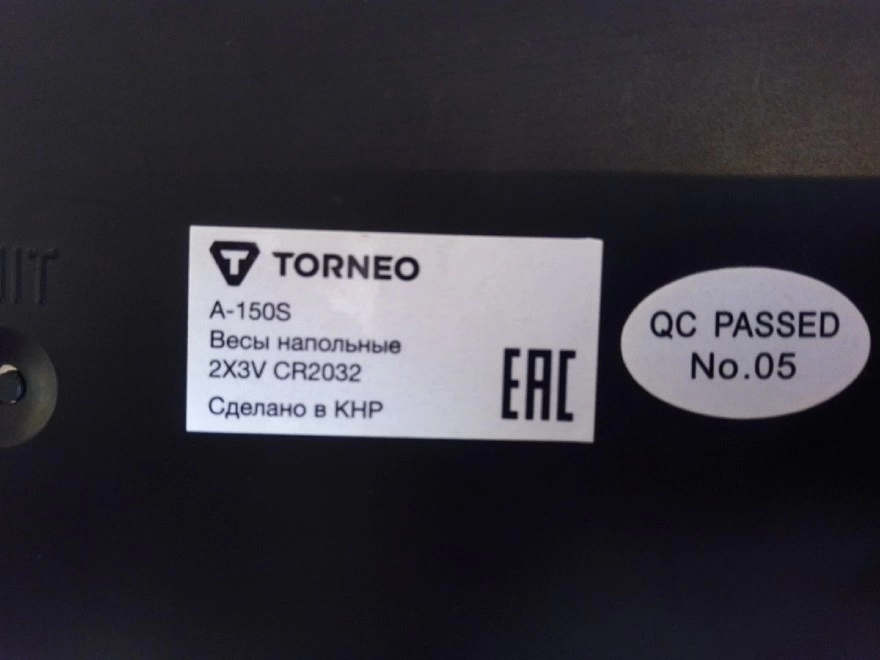 TORNEO
A-150S
Весы напольные
2X3V CR2032
Сделано в КНР
EAC
QC PASSED
No.05